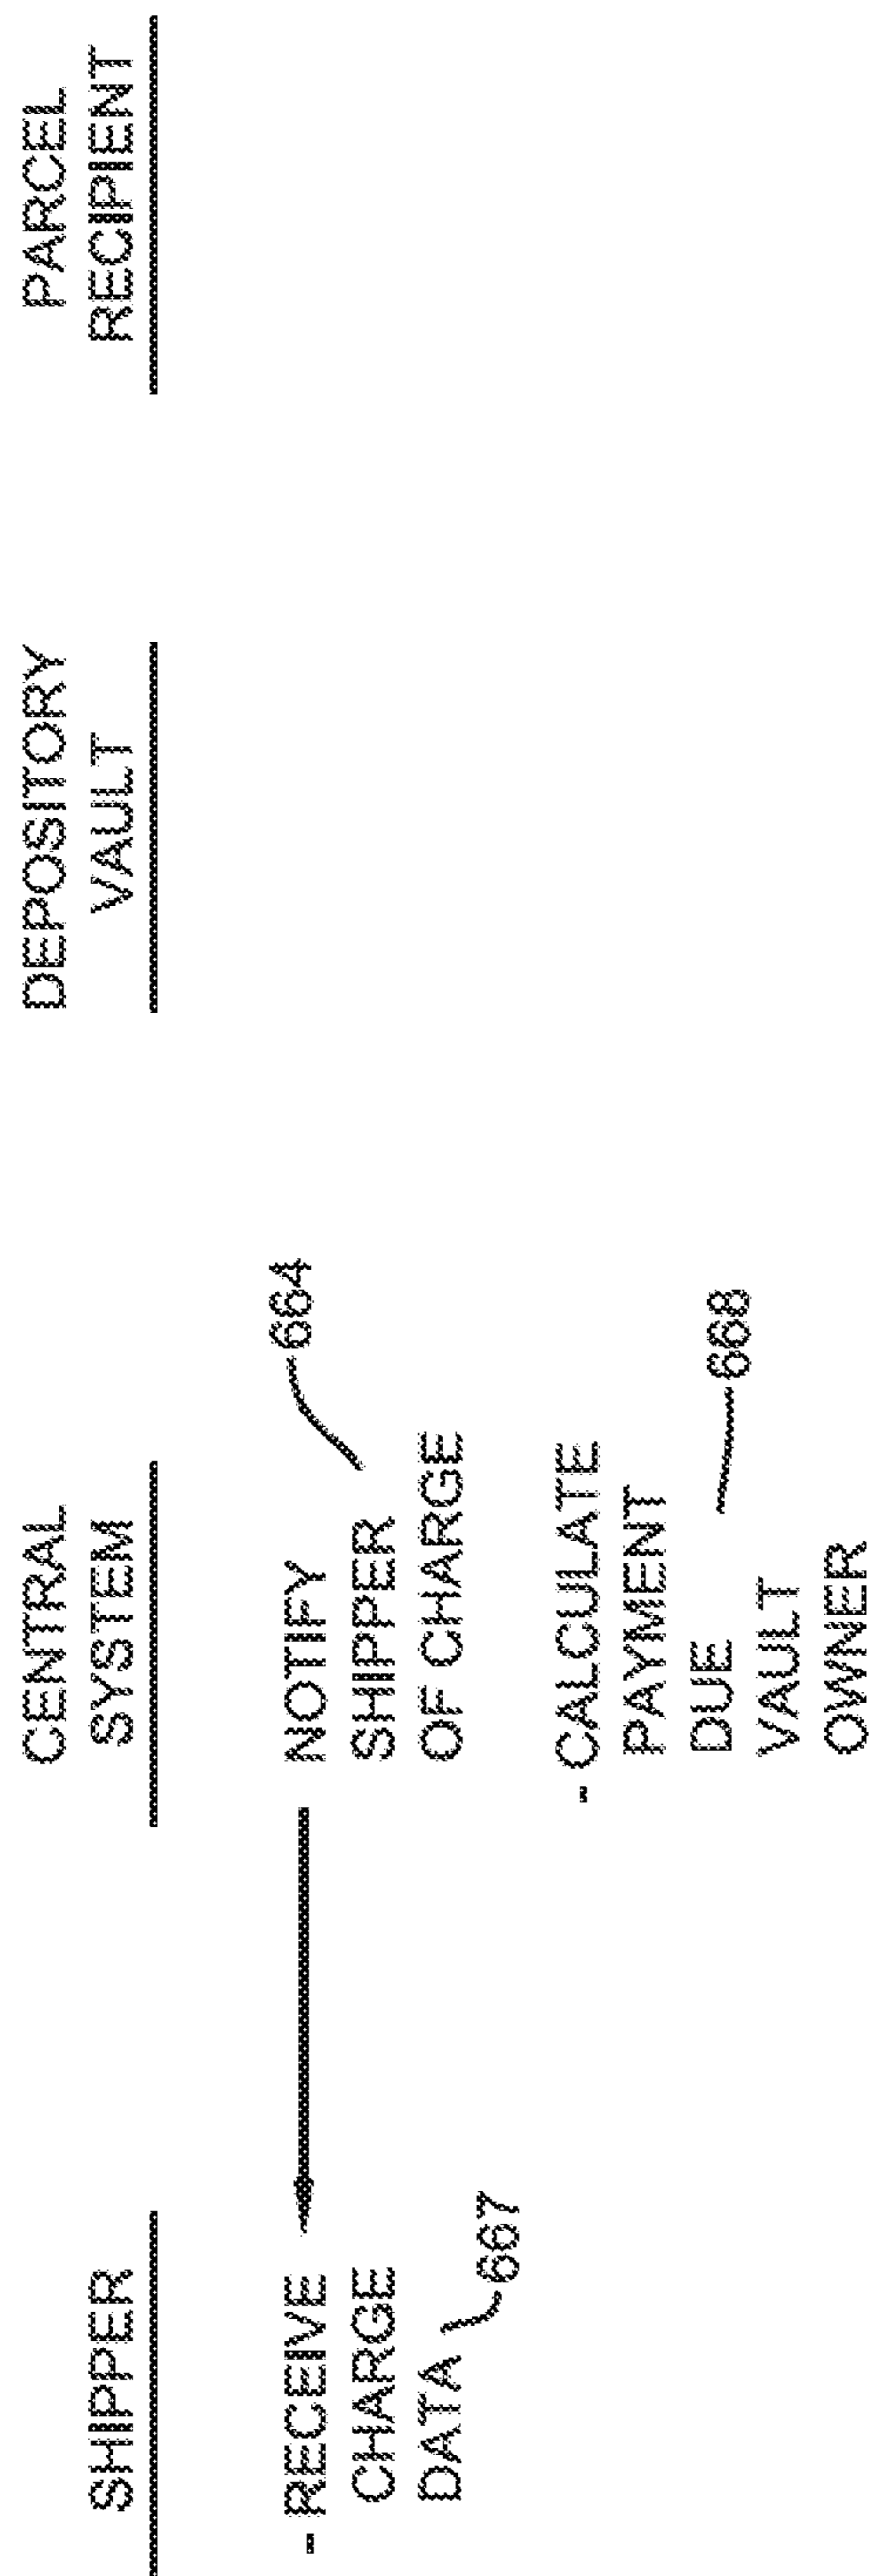 SHIPPER
CENTRAL
SYSTEM
DEPOSITORY
VAULT
PARCEL
RECIPIENT
- RECEIVE
CHARGE
DATA
667
NOTIFY
SHIPPER
OF CHARGE
664
- CALCULATE
PAYMENT
DUE
VAULT
OWNER
668